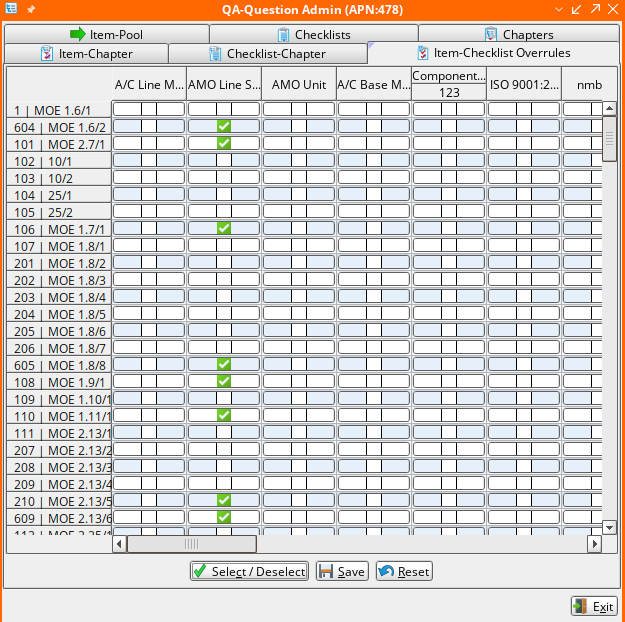 QA-Question Admin (APN:478)
Item-Pool
Checklists
Chapters
Item-Chapter
Checklist-Chapter
Item-Checklist Overrules
A/C Line M...
AMO Line S...
AMO Unit
A/C Base M...
Component...
123
ISO 9001:2...
nmb
1 | MOE 1.6/1
604 | MOE 1.6/2
101 | MOE 2.7/1
102 | 10/1
103 | 10/2
104 | 25/1
105 | 25/2
106 | MOE 1.7/1
107 | MOE 1.8/1
201 | MOE 1.8/2
202 | MOE 1.8/3
203 | MOE 1.8/4
204 | MOE 1.8/5
205 | MOE 1.8/6
206 | MOE 1.8/7
605 | MOE 1.8/8
108 | MOE 1.9/1
109 | MOE 1.10/1
110 | MOE 1.11/1
111 | MOE 2.13/1
207 | MOE 2.13/2
208 | MOE 2.13/3
209 | MOE 2.13/4
210 | MOE 2.13/5
609 | MOE 2.13/6
Select / Deselect
Save
Reset
Exit